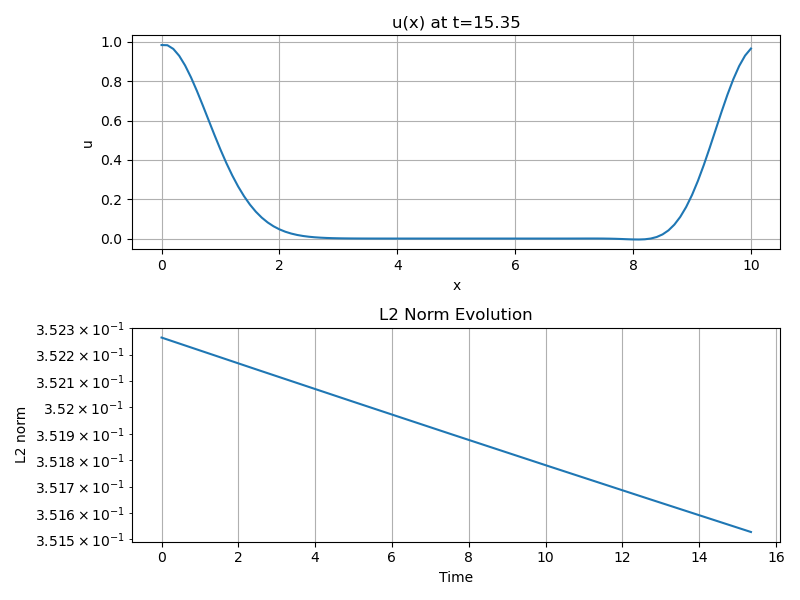 u(x) at t=15.35
1.0
0.8
0.6
0.4
0.2
0.0
u
0 2 4 6 8 10
x
L2 Norm Evolution
3.523 × 10⁻¹
3.522 × 10⁻¹
3.521 × 10⁻¹
3.52 × 10⁻¹
3.519 × 10⁻¹
3.518 × 10⁻¹
3.517 × 10⁻¹
3.516 × 10⁻¹
3.515 × 10⁻¹
L2 norm
0 2 4 6 8 10 12 14 16
Time